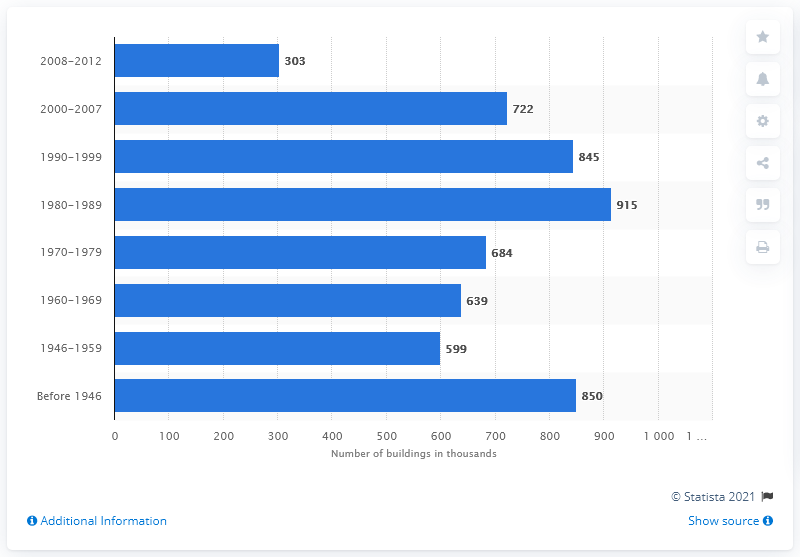 2008–2012
303
2000–2007
722
1990–1999
845
1980–1989
915
1970–1979
684
1960–1969
639
1946–1959
599
Before 1946
850
0 100 200 300 400 500 600 700 800 900 1 000 1 ...
Number of buildings in thousands
© Statista 2021
Additional Information
Show source